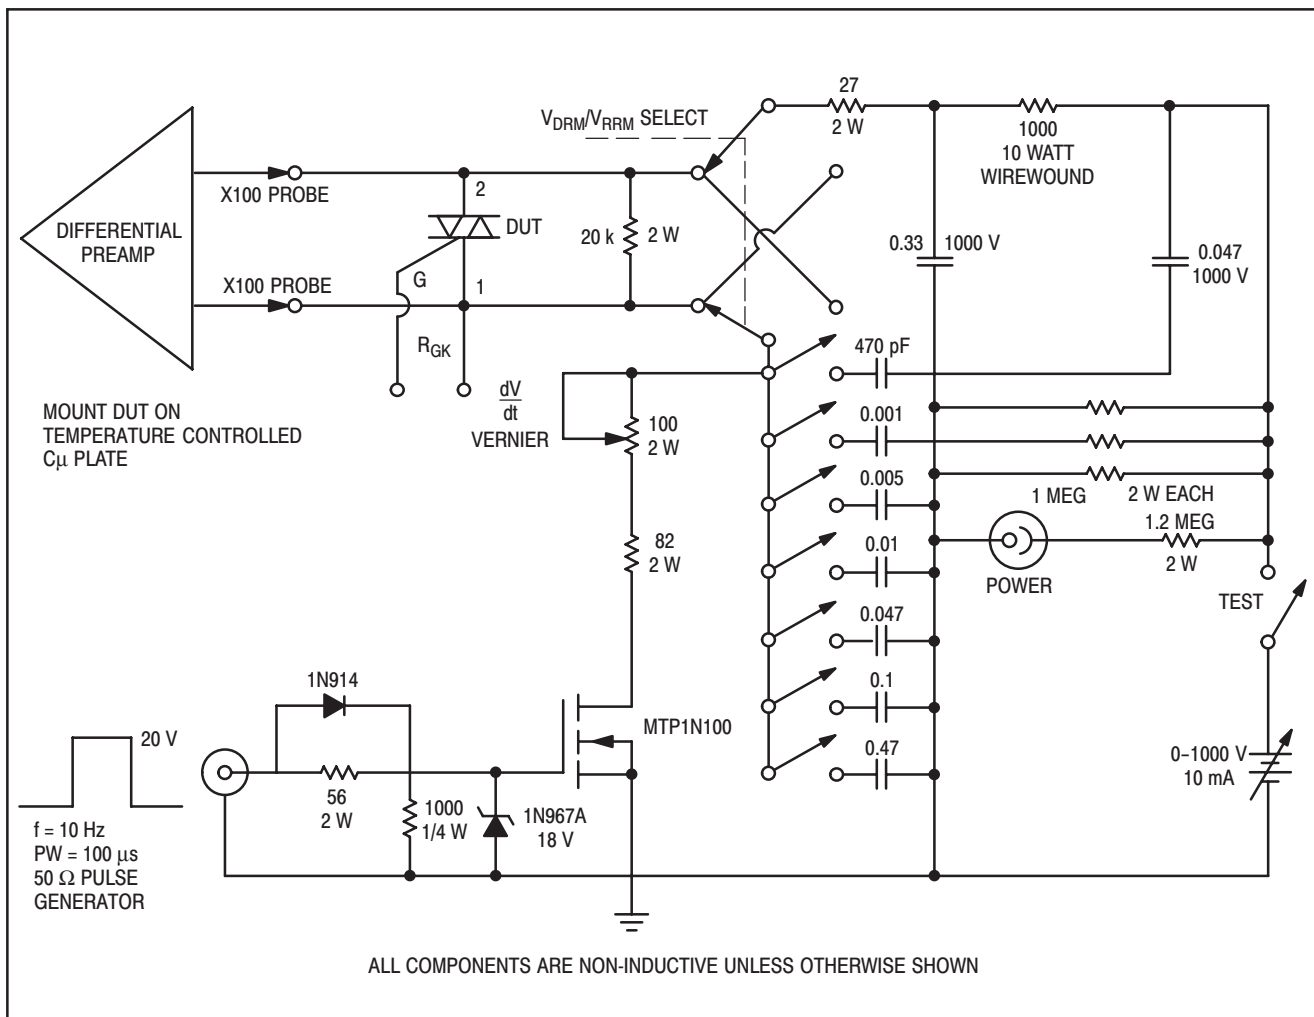 27
2 W
V_DRM/V_RRM SELECT
1000
10 WATT
WIREWOUND
X100 PROBE
2
DIFFERENTIAL
PREAMP
DUT
20 k
2 W
0.33
1000 V
0.047
1000 V
G
X100 PROBE
1
R_GK
470 pF
dV
dt
VERNIER
MOUNT DUT ON
TEMPERATURE CONTROLLED
Cμ PLATE
100
2 W
0.001
0.005
1 MEG
2 W EACH
1.2 MEG
2 W
82
2 W
0.01
POWER
TEST
0.047
1N914
0.1
MTP1N100
20 V
0.47
0–1000 V
10 mA
56
2 W
1000
1/4 W
1N967A
18 V
f = 10 Hz
PW = 100 μs
50 Ω PULSE
GENERATOR
ALL COMPONENTS ARE NON-INDUCTIVE UNLESS OTHERWISE SHOWN